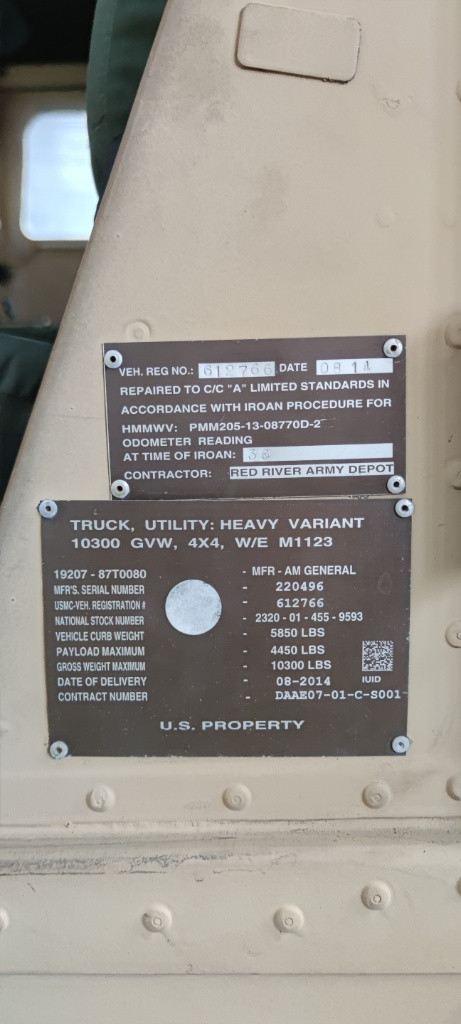 VEH. REG NO.: 612766 DATE 08 14
REPAIRED TO C/C "A" LIMITED STANDARDS IN
ACCORDANCE WITH IROAN PROCEDURE FOR
HMMWV: PMM205-13-08770D-2
ODOMETER READING
AT TIME OF IROAN: 36
CONTRACTOR: RED RIVER ARMY DEPOT
TRUCK, UTILITY: HEAVY VARIANT
10300 GVW, 4X4, W/E M1123
19207 - 87T0080 - MFR - AM GENERAL
MFR'S. SERIAL NUMBER - 220496
USMC-VEH. REGISTRATION # - 612766
NATIONAL STOCK NUMBER - 2320 - 01 - 455 - 9593
VEHICLE CURB WEIGHT - 5850 LBS
PAYLOAD MAXIMUM - 4450 LBS
GROSS WEIGHT MAXIMUM - 10300 LBS
DATE OF DELIVERY - 08-2014 IUID
CONTRACT NUMBER - DAAE07-01-C-S001
U.S. PROPERTY